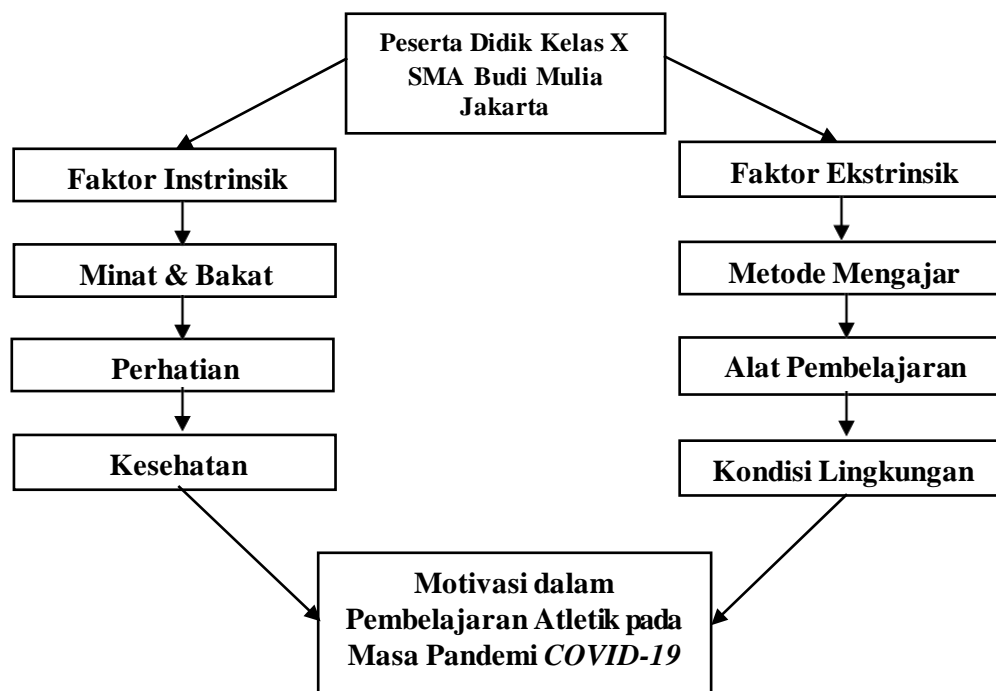 Peserta Didik Kelas X
SMA Budi Mulia
Jakarta
Faktor Instrinsik
Faktor Ekstrinsik
Minat & Bakat
Metode Mengajar
Perhatian
Alat Pembelajaran
Kesehatan
Kondisi Lingkungan
Motivasi dalam
Pembelajaran Atletik pada
Masa Pandemi COVID-19